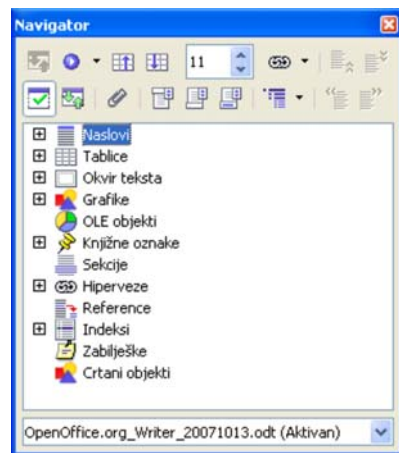 Navigator
11
Naslovi
Tablice
Okvir teksta
Grafike
OLE objekti
Knjižne oznake
Sekcije
Hiperveze
Reference
Indeksi
Zabilješke
Crtani objekti
OpenOffice.org_Writer_20071013.odt (Aktivan)